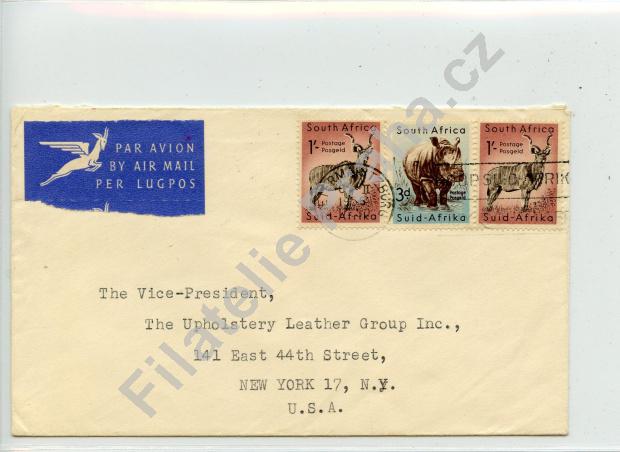 PAR AVION
BY AIR MAIL
PER LUGPOS
South Africa
1/-
Postage
Posgeld
Suid-Afrika
South Africa
3d
Postage
Posgeld
Suid-Afrika
South Africa
1/-
Postage
Posgeld
Suid-Afrika
The Vice-President,
The Upholstery Leather Group Inc.,
141 East 44th Street,
NEW YORK 17, N.Y.
U.S.A.